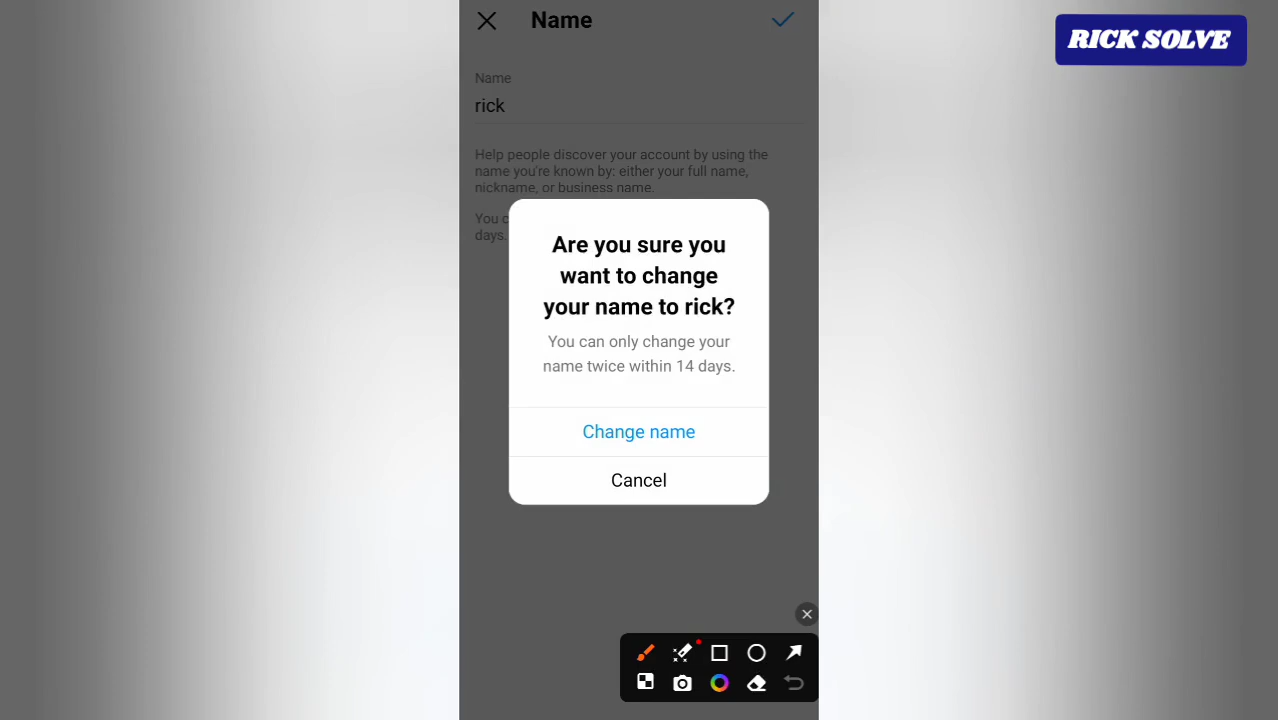 RICK SOLVE
Name
Name
rick
Help people discover your account by using the
name you're known by: either your full name,
nickname, or business name.
You c
days.
Are you sure you
want to change
your name to rick?
You can only change your
name twice within 14 days.
Change name
Cancel